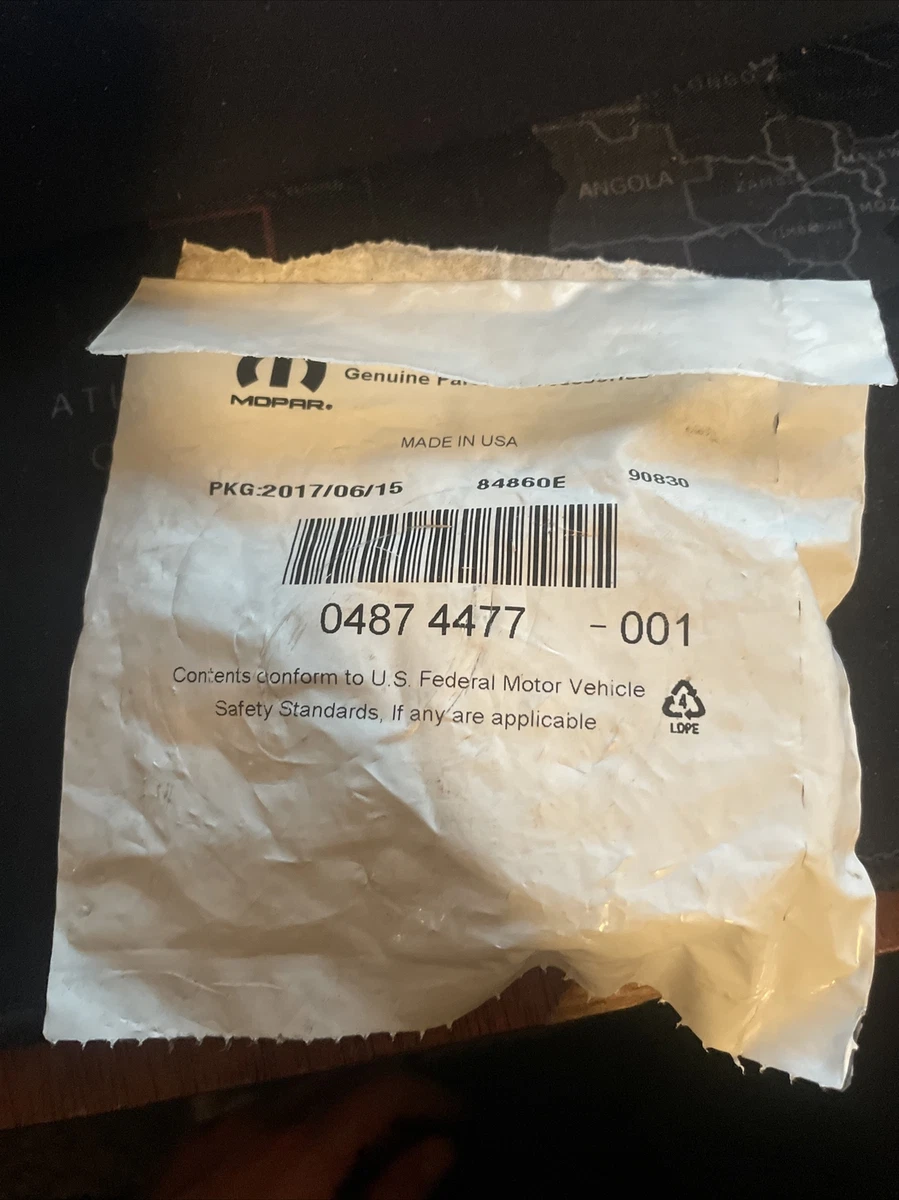 ANGOLA
ZAMBIA
MOPAR.
Genuine
MADE IN USA
PKG:2017/06/15 84860E 90830
0487 4477 - 001
Contents conform to U.S. Federal Motor Vehicle
Safety Standards, If any are applicable
4
LDPE